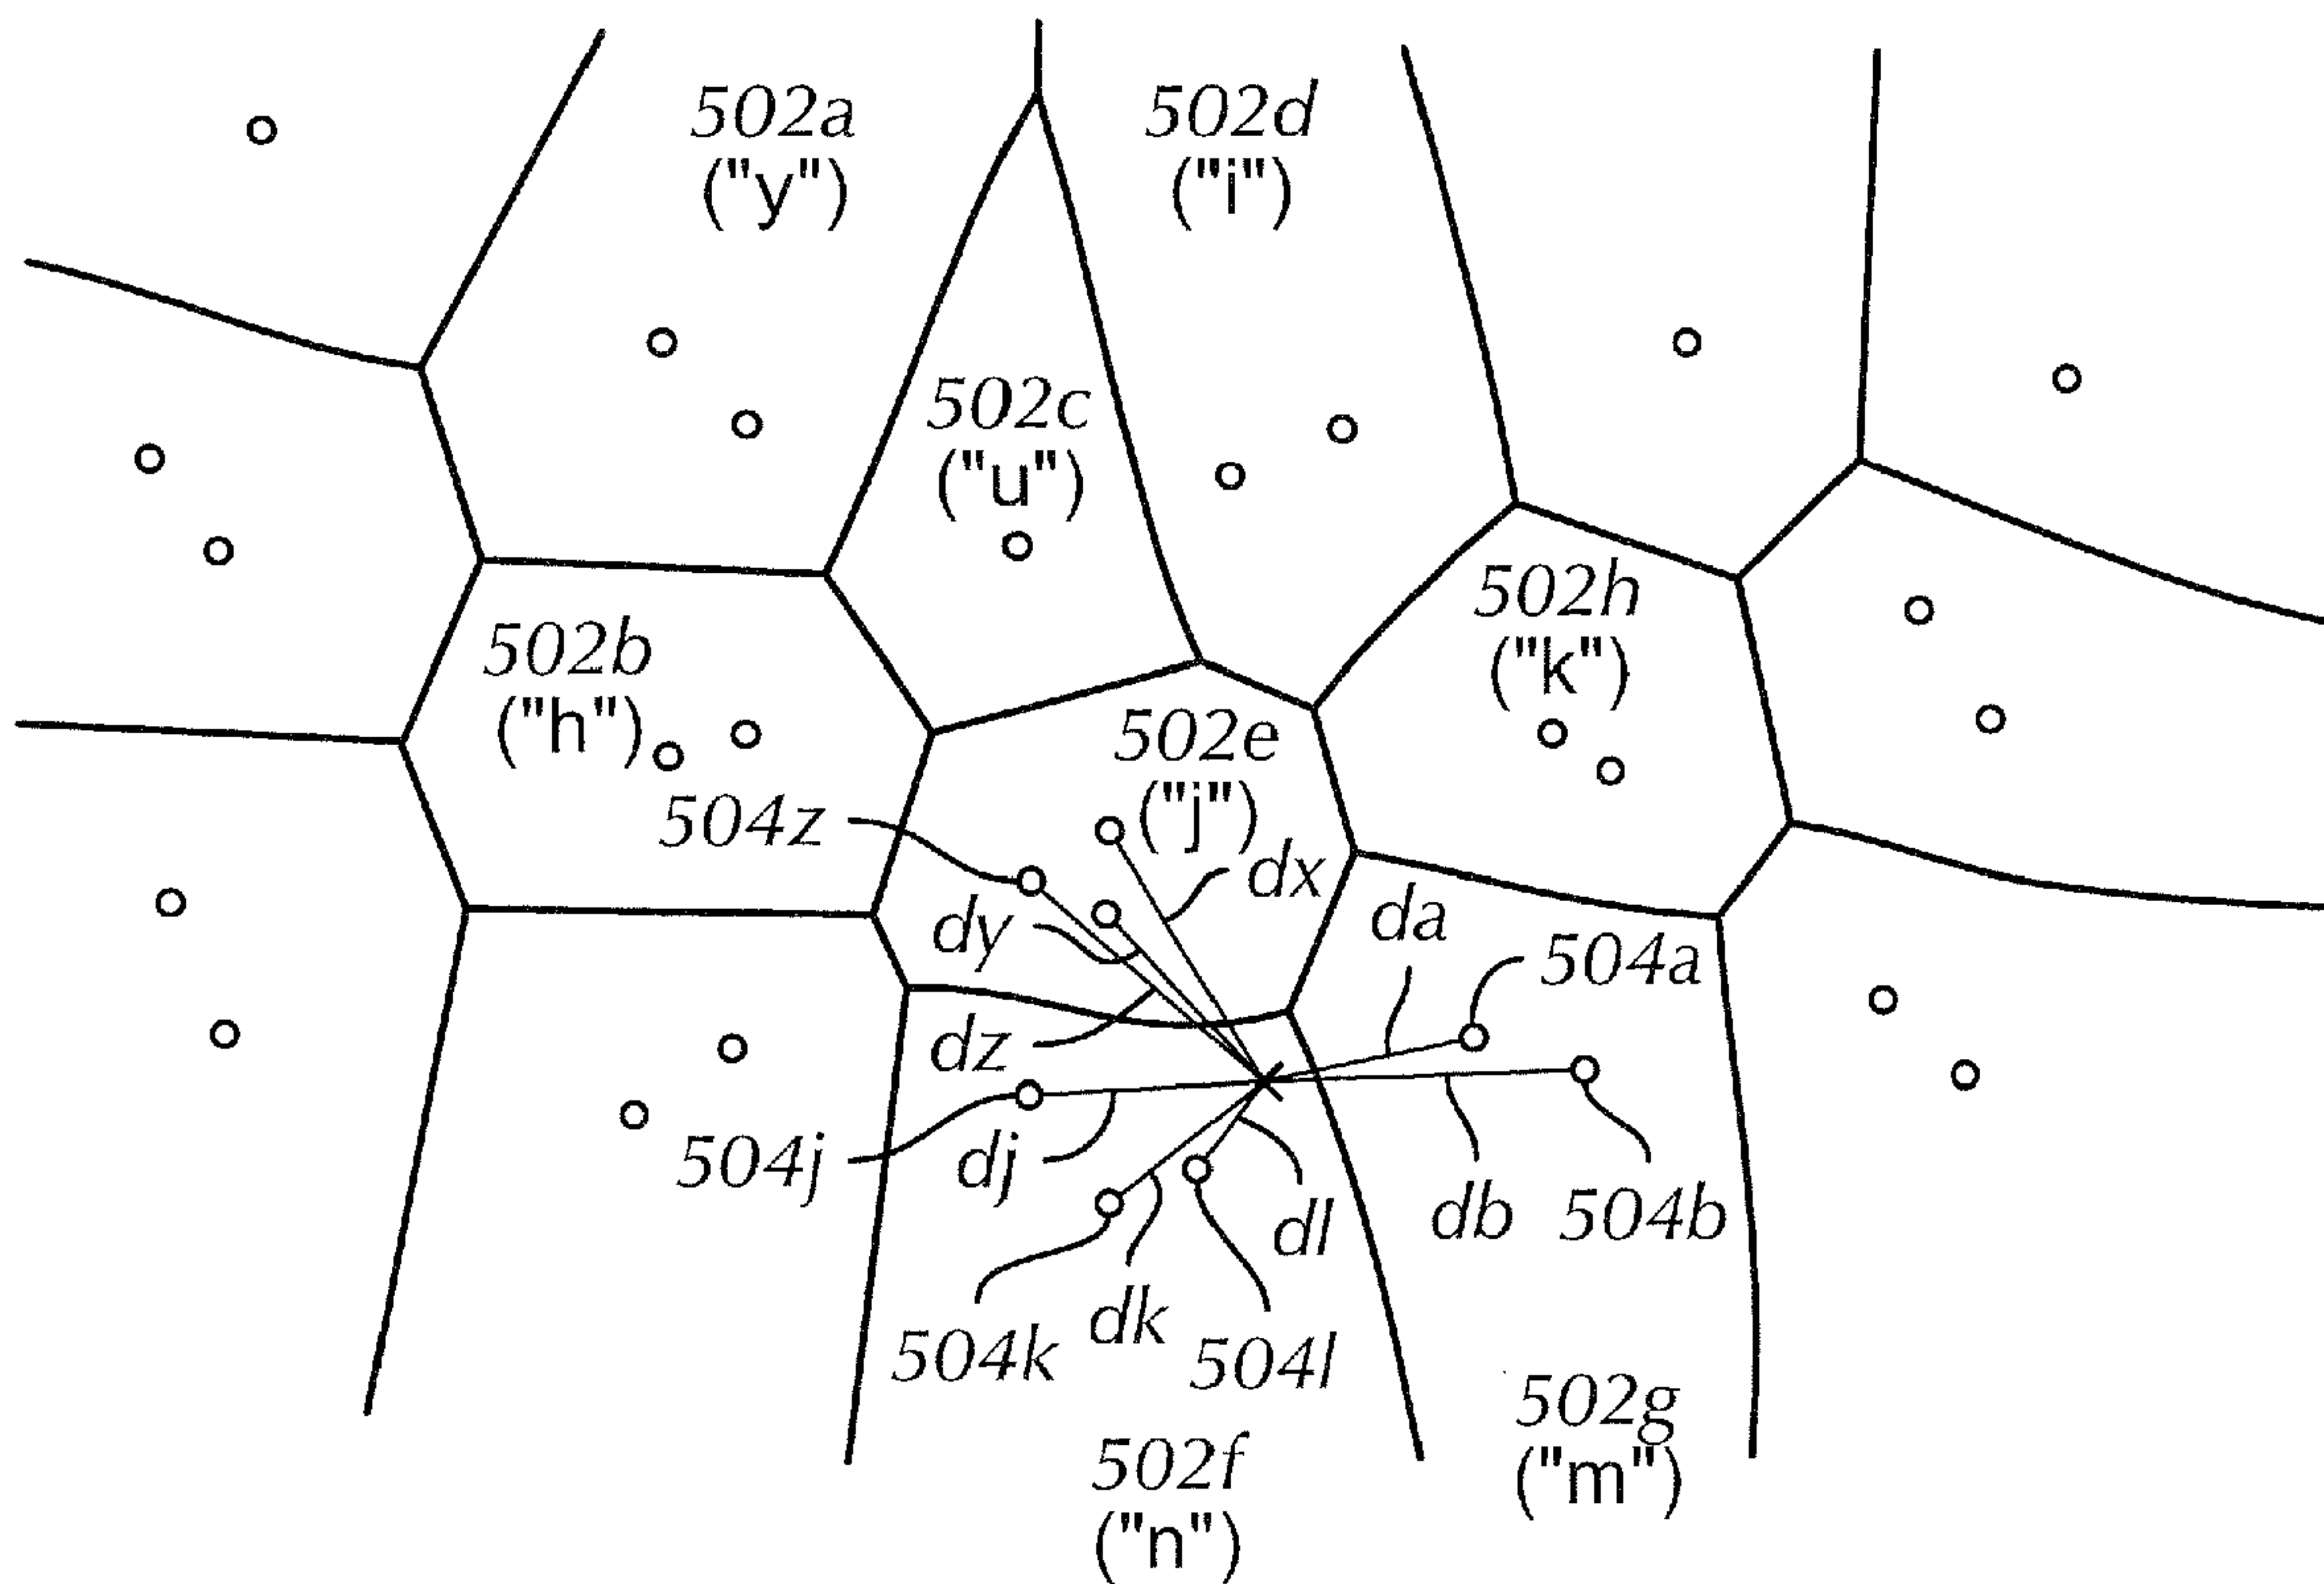 502a
("y")
502d
("i")
502c
("u")
502h
("k")
502b
("h")
502e
("j")
504z
dx
dy
da
504a
dz
504j
dj
dl
db
504b
504k
dk
504l
502g
("m")
502f
("n")